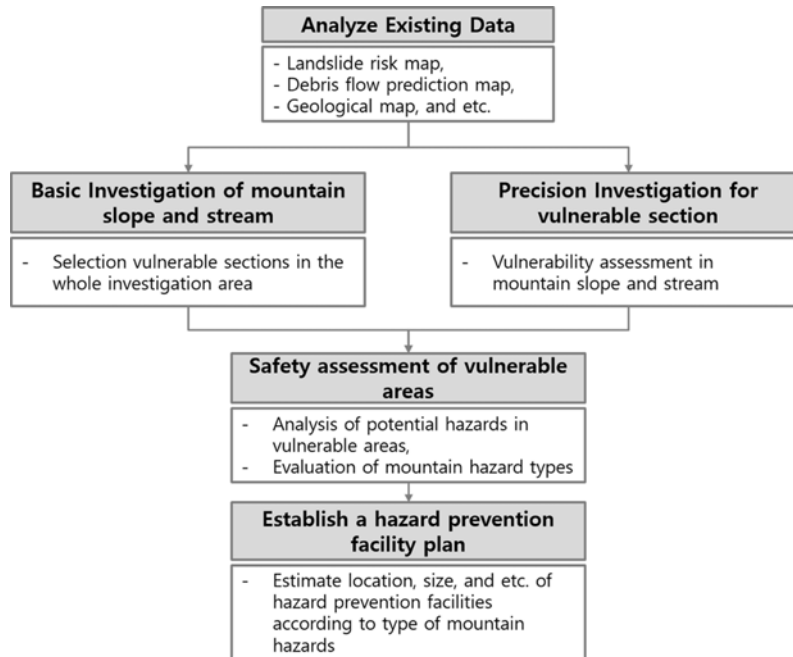 Analyze Existing Data
- Landslide risk map,
- Debris flow prediction map,
- Geological map, and etc.
Basic Investigation of mountain
slope and stream
- Selection vulnerable sections in the
whole investigation area
Precision Investigation for
vulnerable section
- Vulnerability assessment in
mountain slope and stream
Safety assessment of vulnerable
areas
- Analysis of potential hazards in
vulnerable areas,
- Evaluation of mountain hazard types
Establish a hazard prevention
facility plan
- Estimate location, size, and etc. of
hazard prevention facilities
according to type of mountain
hazards